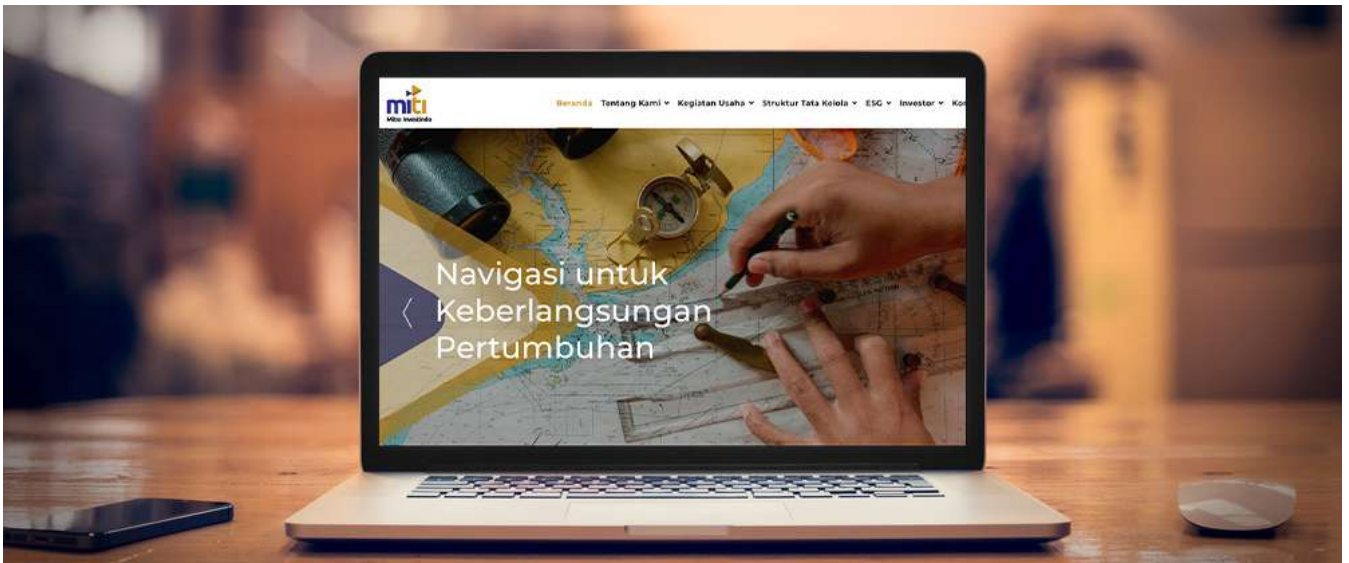 miti
Mitra Investindo
Beranda Tentang Kami Kegiatan Usaha Struktur Tata Kelola ESG Investor
Navigasi untuk
Keberlangsungan
Pertumbuhan